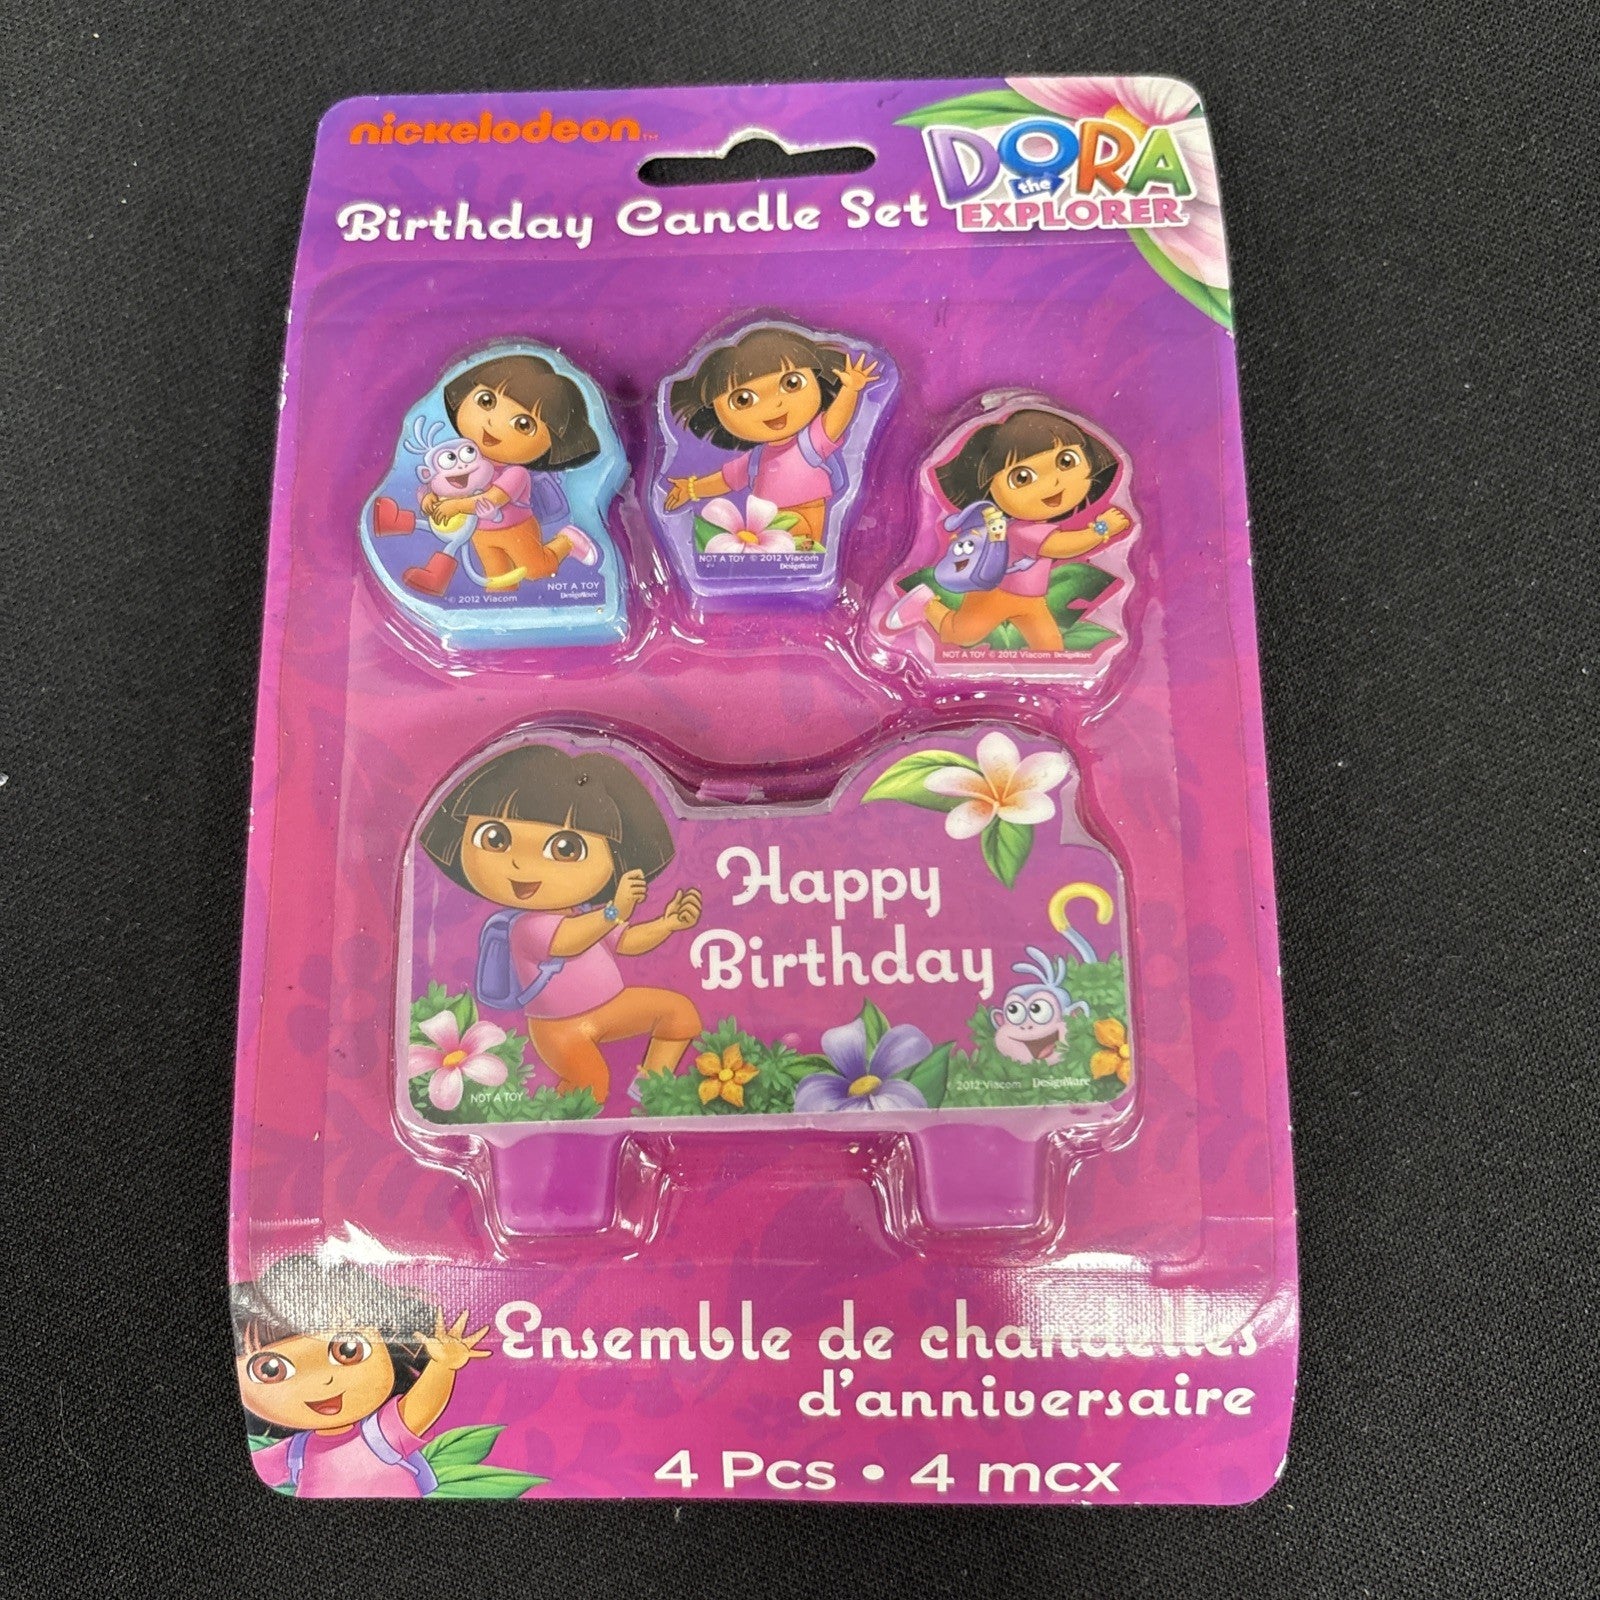 nickelodeon™
Birthday Candle Set
DORA
the
EXPLORER
NOT A TOY
© 2012 Viacom DesignWare
NOT A TOY © 2012 Viacom
DesignWare
NOT A TOY © 2012 Viacom DesignWare
Happy
Birthday
NOT A TOY
© 2012 Viacom DesignWare
Ensemble de chandelles
d'anniversaire
4 Pcs • 4 mcx